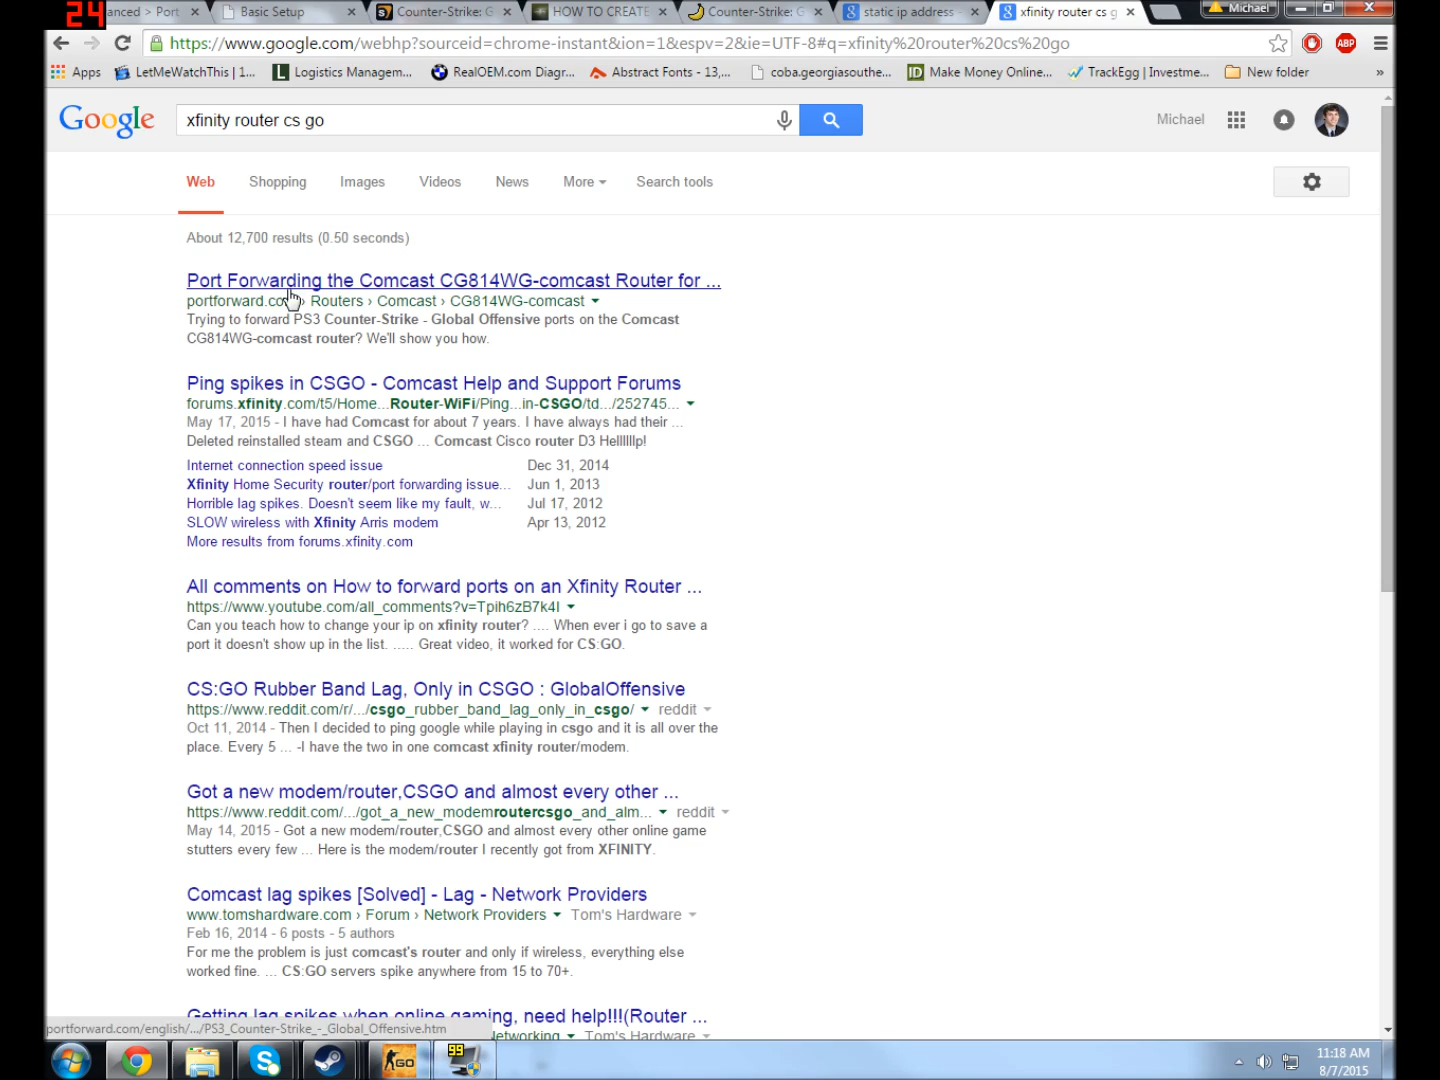 24
anced > Port
Basic Setup
Counter-Strike: G
HOW TO CREATE
Counter-Strike: G
static ip address -
xfinity router cs g
Michael
https://www.google.com/webhp?sourceid=chrome-instant&ion=1&espv=2&ie=UTF-8#q=xfinity%20router%20cs%20go
ABP
Apps
LetMeWatchThis | 1...
Logistics Managem...
RealOEM.com Diagr...
Abstract Fonts - 13,...
coba.georgiasouthe...
ID Make Money Online...
TrackEgg | Investme...
New folder
»
Google
xfinity router cs go
Michael
Web
Shopping
Images
Videos
News
More
Search tools
About 12,700 results (0.50 seconds)
Port Forwarding the Comcast CG814WG-comcast Router for ...
portforward.co › Routers › Comcast › CG814WG-comcast
Trying to forward PS3 Counter-Strike - Global Offensive ports on the Comcast
CG814WG-comcast router? We'll show you how.
Ping spikes in CSGO - Comcast Help and Support Forums
forums.xfinity.com/t5/Home...Router-WiFi/Ping...in-CSGO/td.../252745...
May 17, 2015 - I have had Comcast for about 7 years. I have always had their ...
Deleted reinstalled steam and CSGO ... Comcast Cisco router D3 Helllllllp!
Internet connection speed issue Dec 31, 2014
Xfinity Home Security router/port forwarding issue... Jun 1, 2013
Horrible lag spikes. Doesn't seem like my fault, w... Jul 17, 2012
SLOW wireless with Xfinity Arris modem Apr 13, 2012
More results from forums.xfinity.com
All comments on How to forward ports on an Xfinity Router ...
https://www.youtube.com/all_comments?v=Tpih6zB7k4I
Can you teach how to change your ip on xfinity router? .... When ever i go to save a
port it doesn't show up in the list. ..... Great video, it worked for CS:GO.
CS:GO Rubber Band Lag, Only in CSGO : GlobalOffensive
https://www.reddit.com/r/.../csgo_rubber_band_lag_only_in_csgo/ reddit
Oct 11, 2014 - Then I decided to ping google while playing in csgo and it is all over the
place. Every 5 ... -I have the two in one comcast xfinity router/modem.
Got a new modem/router,CSGO and almost every other ...
https://www.reddit.com/.../got_a_new_modemroutercsgo_and_alm... reddit
May 14, 2015 - Got a new modem/router,CSGO and almost every other online game
stutters every few ... Here is the modem/router I recently got from XFINITY.
Comcast lag spikes [Solved] - Lag - Network Providers
www.tomshardware.com › Forum › Network Providers Tom's Hardware
Feb 16, 2014 - 6 posts - 5 authors
For me the problem is just comcast's router and only if wireless, everything else
worked fine. ... CS:GO servers spike anywhere from 15 to 70+.
Getting lag spikes when online gaming, need help!!!(Router ...
portforward.com/english/.../PS3_Counter-Strike_-_Global_Offensive.htm
etworking Tom's Hardware
GO
99
11:18 AM
8/7/2015